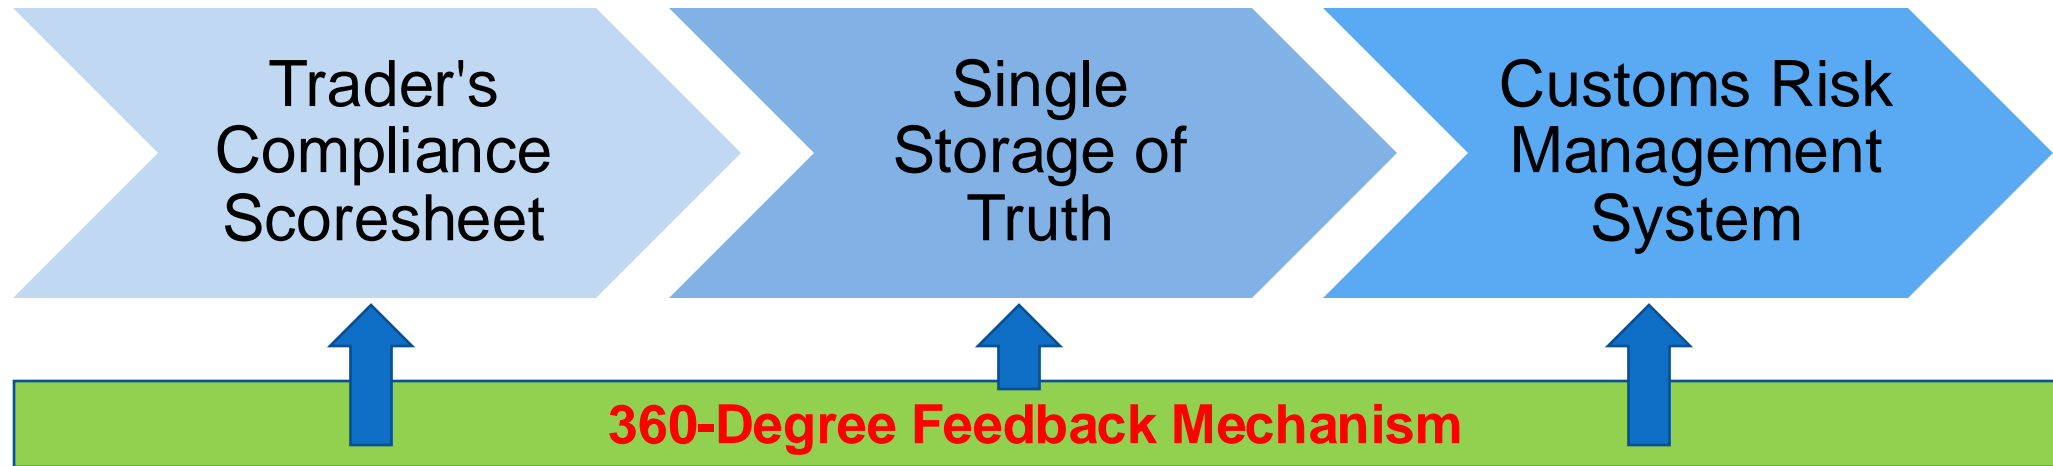 Trader's
Compliance
Scoresheet
Single
Storage of
Truth
Customs Risk
Management
System
360-Degree Feedback Mechanism